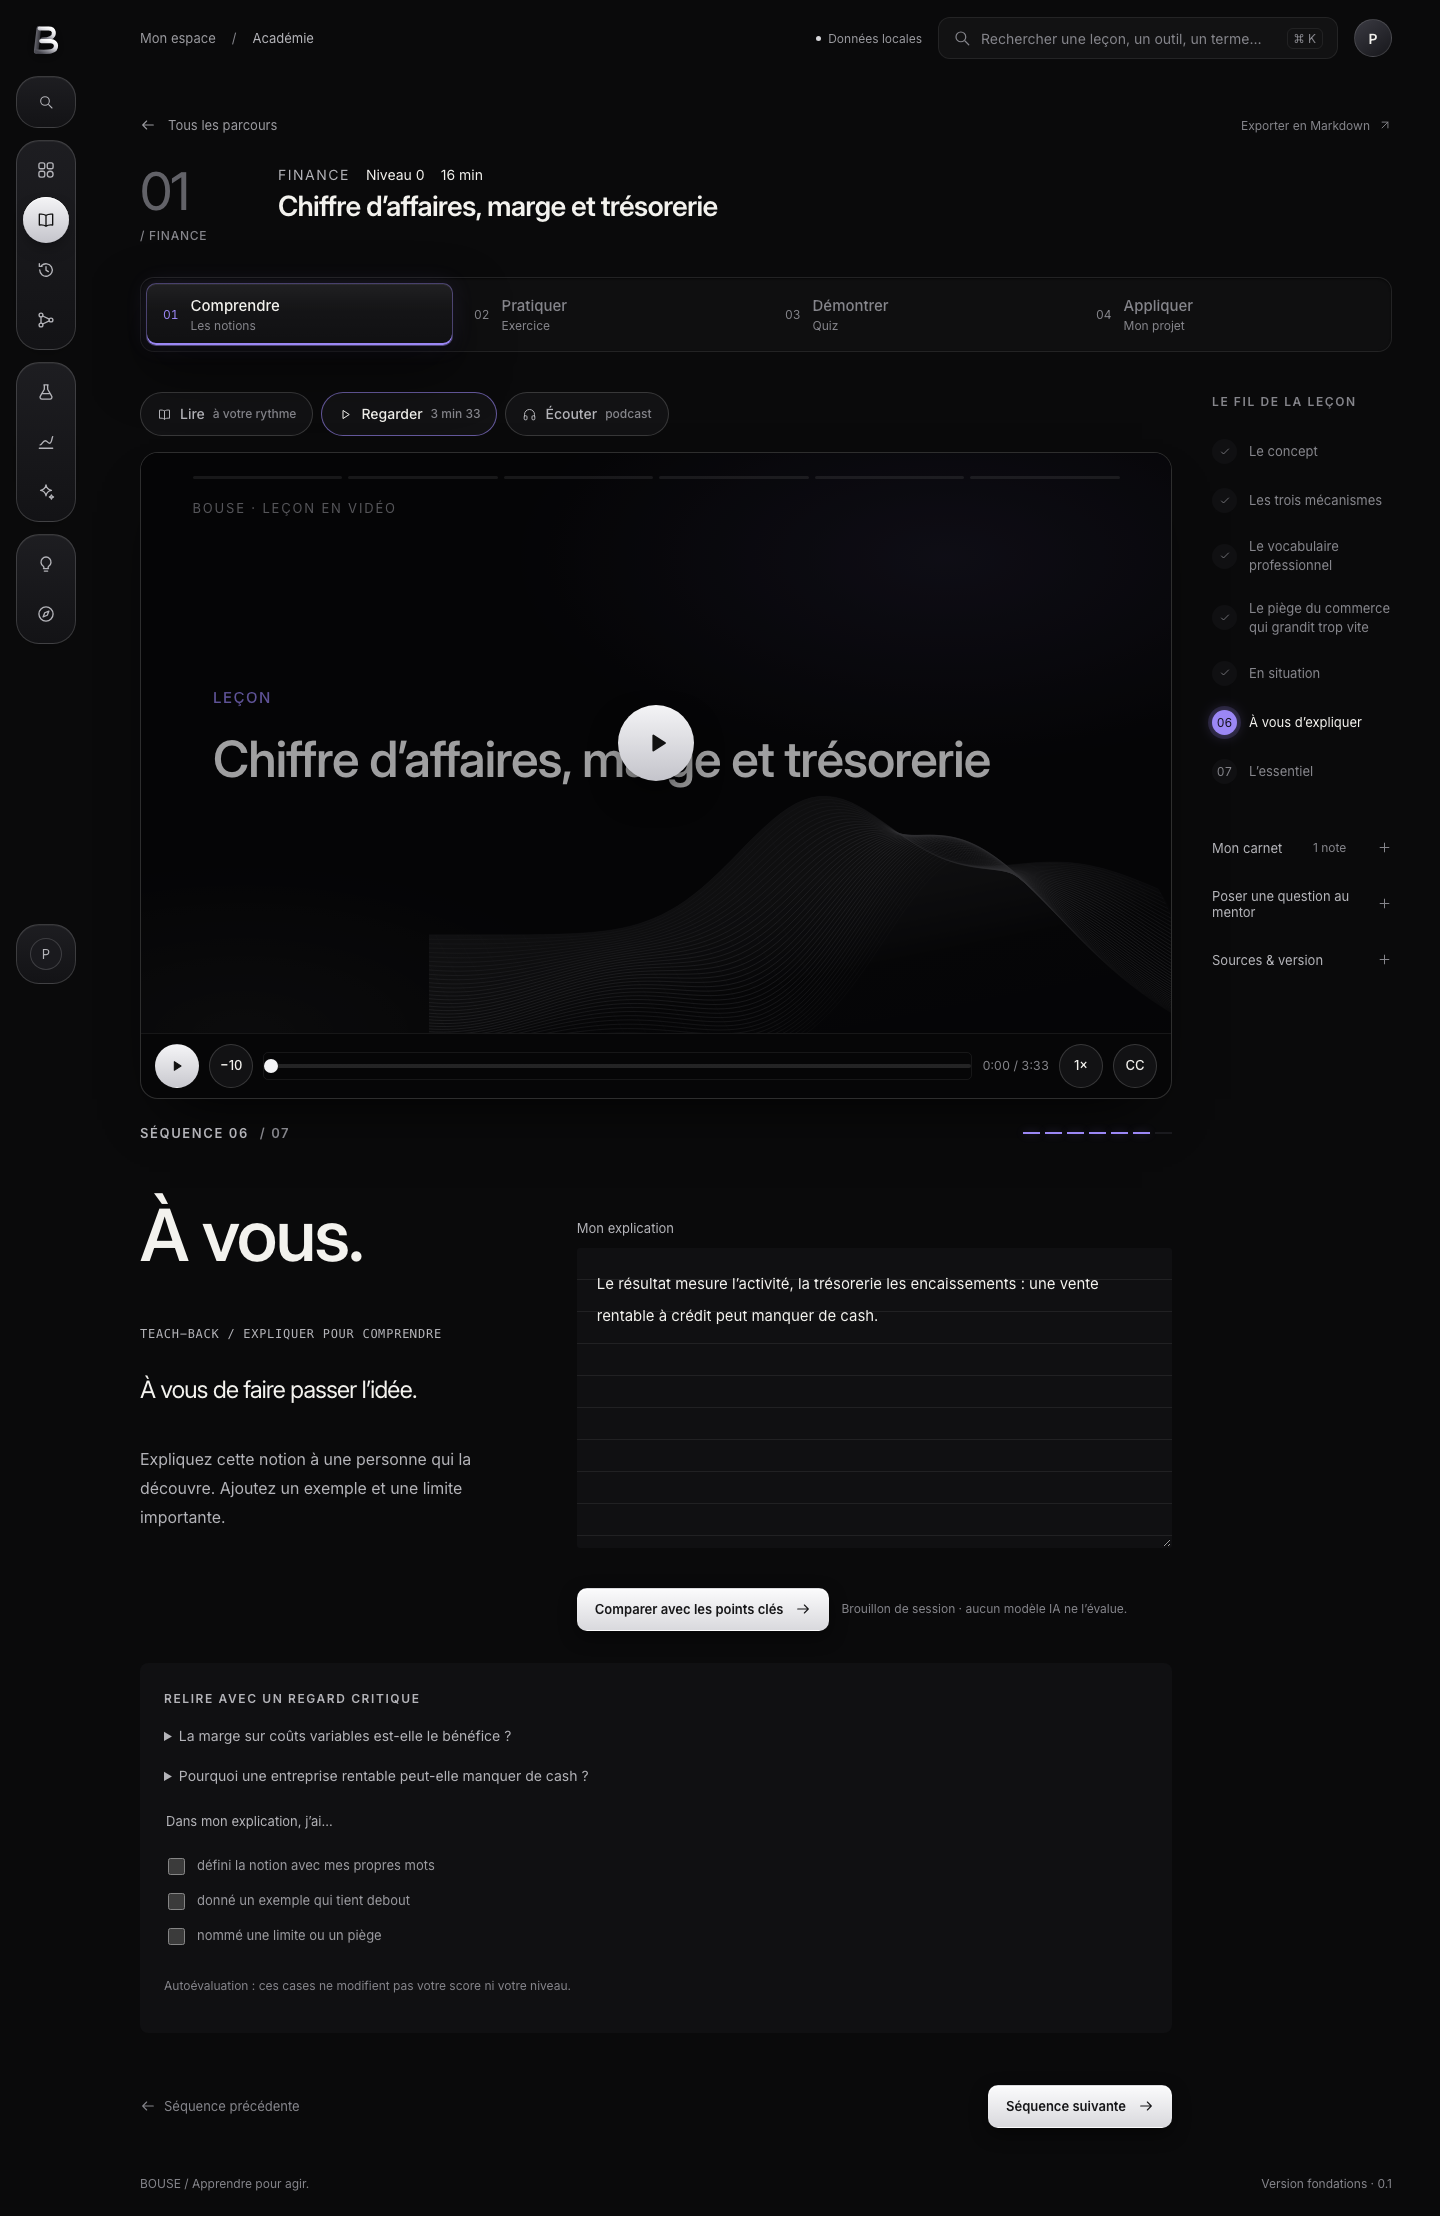 B
Mon espace / Académie
Données locales
Rechercher une leçon, un outil, un terme…
⌘ K
P
← Tous les parcours
Exporter en Markdown ↗
01
/ FINANCE
FINANCE Niveau 0 16 min
Chiffre d’affaires, marge et trésorerie
01 Comprendre
Les notions
02 Pratiquer
Exercice
03 Démontrer
Quiz
04 Appliquer
Mon projet
Lire à votre rythme
Regarder 3 min 33
Écouter podcast
BOUSE · LEÇON EN VIDÉO
LEÇON
Chiffre d’affaires, marge et trésorerie
−10
0:00 / 3:33
1×
CC
LE FIL DE LA LEÇON
Le concept
Les trois mécanismes
Le vocabulaire
professionnel
Le piège du commerce
qui grandit trop vite
En situation
06 À vous d’expliquer
07 L’essentiel
Mon carnet 1 note +
Poser une question au
mentor +
Sources & version +
P
SÉQUENCE 06 / 07
À vous.
TEACH-BACK / EXPLIQUER POUR COMPRENDRE
À vous de faire passer l’idée.
Expliquez cette notion à une personne qui la
découvre. Ajoutez un exemple et une limite
importante.
Mon explication
Le résultat mesure l’activité, la trésorerie les encaissements : une vente
rentable à crédit peut manquer de cash.
Comparer avec les points clés →
Brouillon de session · aucun modèle IA ne l’évalue.
RELIRE AVEC UN REGARD CRITIQUE
La marge sur coûts variables est-elle le bénéfice ?
Pourquoi une entreprise rentable peut-elle manquer de cash ?
Dans mon explication, j’ai…
défini la notion avec mes propres mots
donné un exemple qui tient debout
nommé une limite ou un piège
Autoévaluation : ces cases ne modifient pas votre score ni votre niveau.
← Séquence précédente
Séquence suivante →
BOUSE / Apprendre pour agir.
Version fondations · 0.1